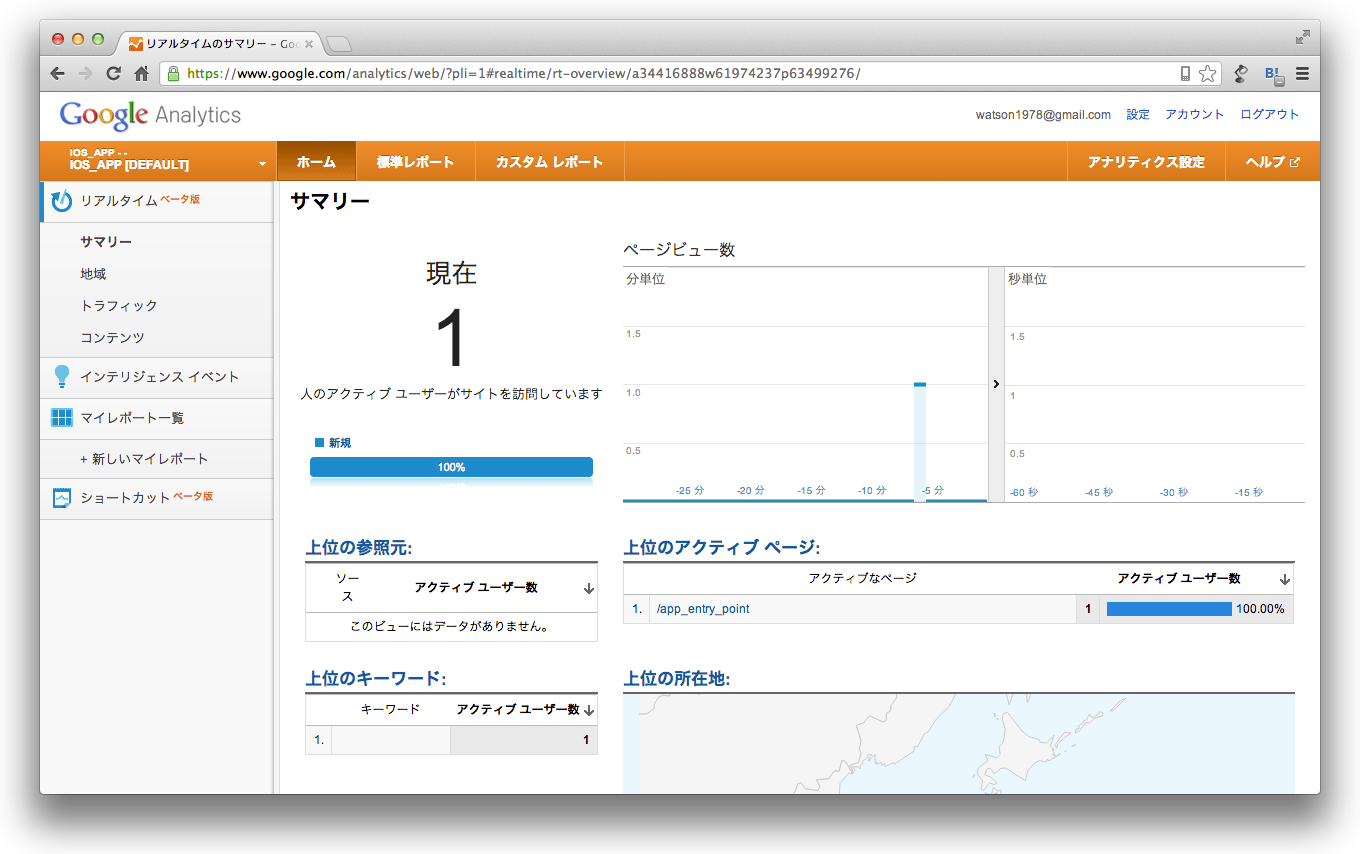 リアルタイムのサマリー – Goo
https://www.google.com/analytics/web/?pli=1#realtime/rt-overview/a34416888w61974237p63499276/
B!
Google Analytics
watson1978@gmail.com 設定 アカウント ログアウト
iOS_APP - -
iOS_APP [DEFAULT]
ホーム 標準レポート カスタム レポート アナリティクス設定 ヘルプ
リアルタイム ベータ版
サマリー
地域
トラフィック
コンテンツ
インテリジェンス イベント
マイレポート一覧
+ 新しいマイレポート
ショートカット ベータ版
サマリー
現在
1
人のアクティブ ユーザーがサイトを訪問しています
新規
100%
ページビュー数
分単位
1.5
1.0
0.5
-25 分 -20 分 -15 分 -10 分 -5 分
秒単位
1.5
1
0.5
-60 秒 -45 秒 -30 秒 -15 秒
上位の参照元:
ソース アクティブ ユーザー数
このビューにはデータがありません。
上位のアクティブ ページ:
アクティブなページ アクティブ ユーザー数
1. /app_entry_point 1 100.00%
上位のキーワード:
キーワード アクティブ ユーザー数
1. 1
上位の所在地: